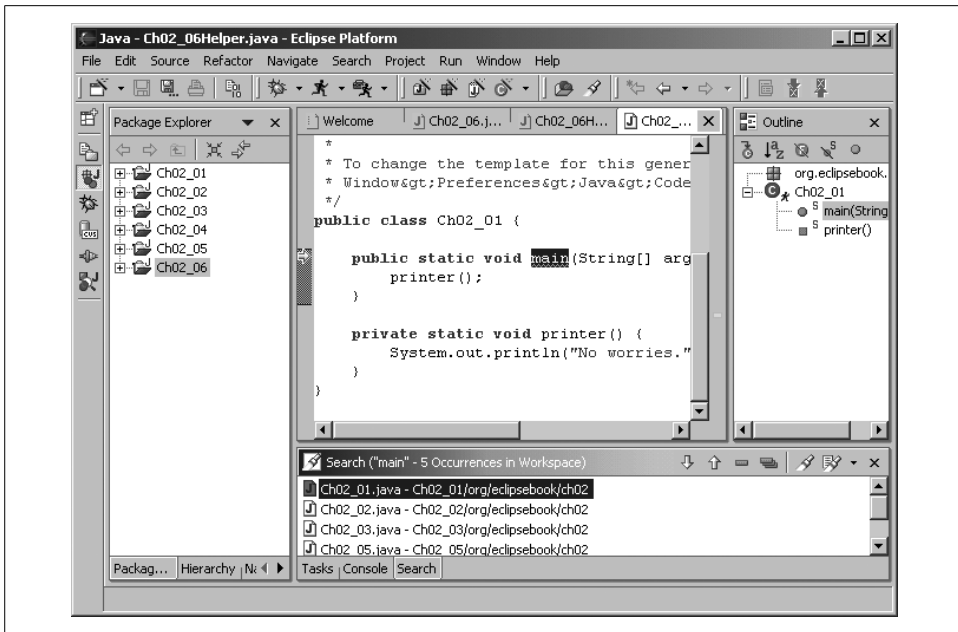 Java - Ch02_06Helper.java - Eclipse Platform
File Edit Source Refactor Navigate Search Project Run Window Help
Package Explorer
Ch02_01
Ch02_02
Ch02_03
Ch02_04
Ch02_05
Ch02_06
Packag... Hierarchy Na
Welcome Ch02_06.j... Ch02_06H... Ch02_...
*
* To change the template for this gener
* Window&gt;Preferences&gt;Java&gt;Code
*/
public class Ch02_01 {
public static void main(String[] arg
printer();
}
private static void printer() {
System.out.println("No worries."
}
}
Outline
org.eclipsebook.
Ch02_01
main(String
printer()
Search ("main" - 5 Occurrences in Workspace)
Ch02_01.java - Ch02_01/org/eclipsebook/ch02
Ch02_02.java - Ch02_02/org/eclipsebook/ch02
Ch02_03.java - Ch02_03/org/eclipsebook/ch02
Ch02_05.java - Ch02_05/org/eclipsebook/ch02
Tasks Console Search